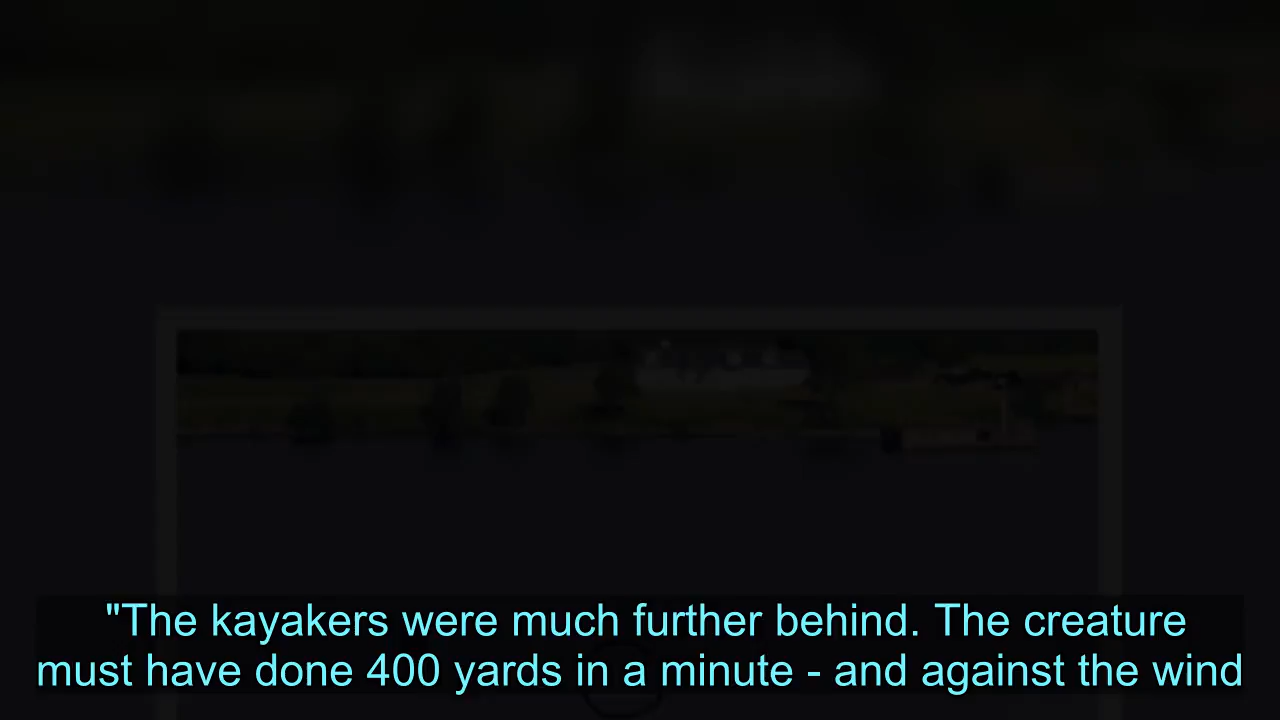 "The kayakers were much further behind. The creature
must have done 400 yards in a minute - and against the wind